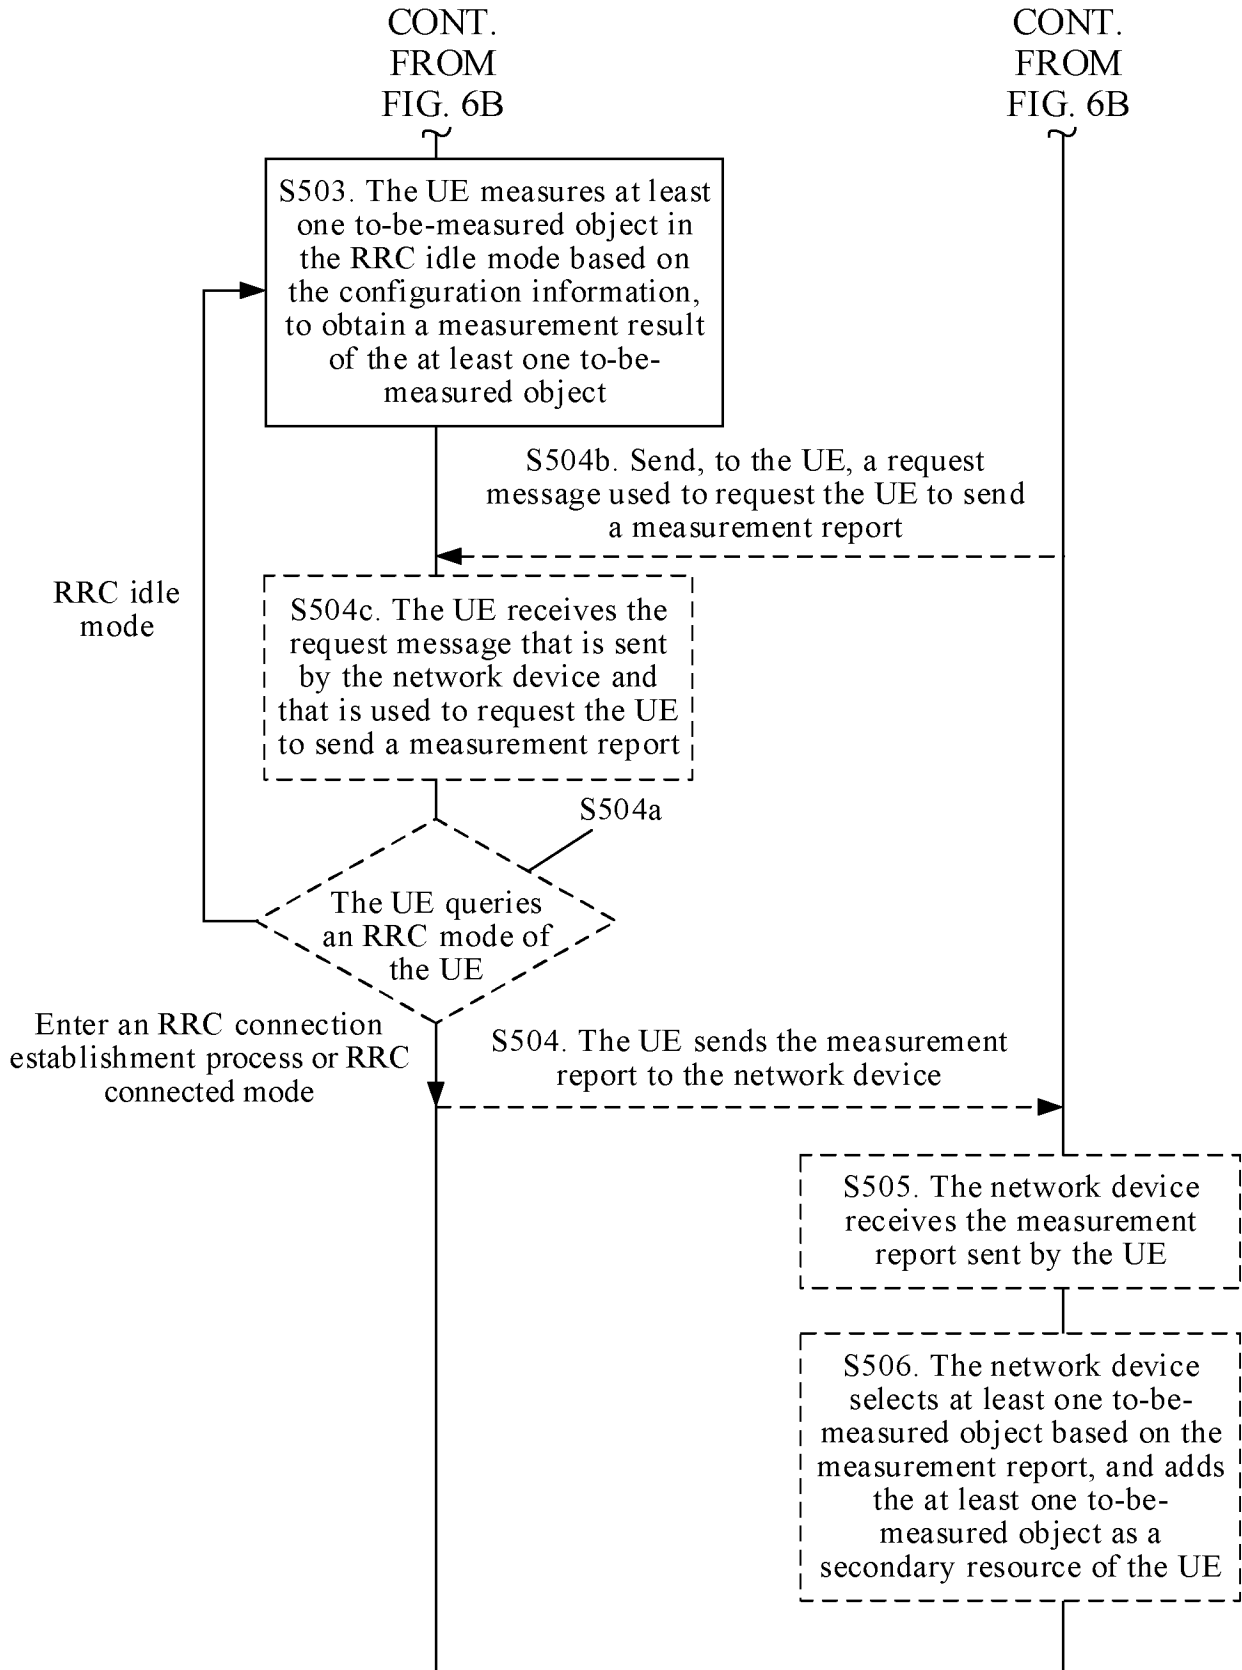 CONT.
FROM
FIG. 6B
CONT.
FROM
FIG. 6B
S503. The UE measures at least
one to-be-measured object in
the RRC idle mode based on
the configuration information,
to obtain a measurement result
of the at least one to-be-
measured object
S504b. Send, to the UE, a request
message used to request the UE to send
a measurement report
RRC idle
mode
S504c. The UE receives the
request message that is sent
by the network device and
that is used to request the UE
to send a measurement report
S504a
The UE queries
an RRC mode of
the UE
Enter an RRC connection
establishment process or RRC
connected mode
S504. The UE sends the measurement
report to the network device
S505. The network device
receives the measurement
report sent by the UE
S506. The network device
selects at least one to-be-
measured object based on the
measurement report, and adds
the at least one to-be-
measured object as a
secondary resource of the UE